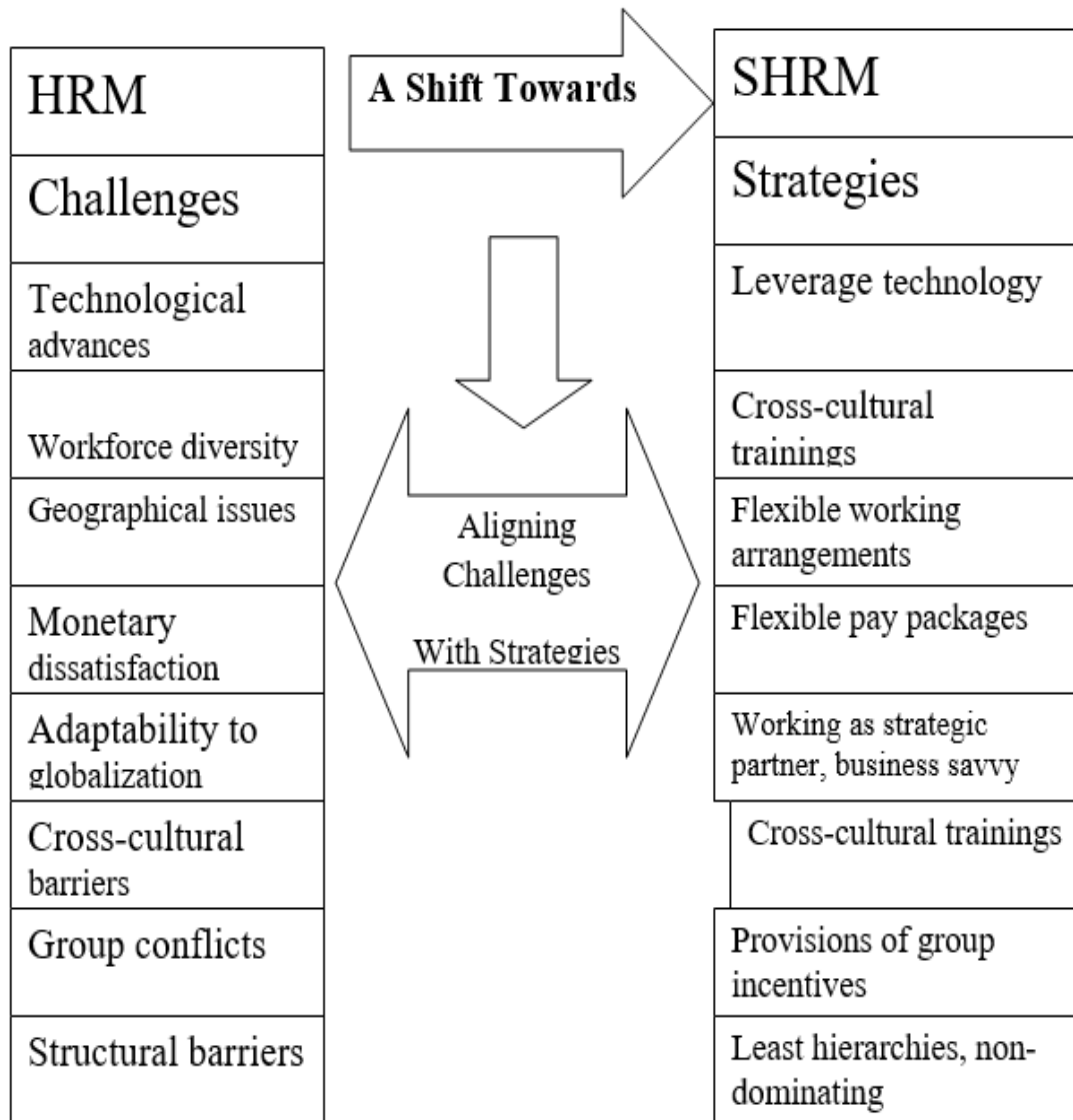 HRM
Challenges
Technological
advances
Workforce diversity
Geographical issues
Monetary
dissatisfaction
Adaptability to
globalization
Cross-cultural
barriers
Group conflicts
Structural barriers
A Shift Towards
Aligning
Challenges
With Strategies
SHRM
Strategies
Leverage technology
Cross-cultural
trainings
Flexible working
arrangements
Flexible pay packages
Working as strategic
partner, business savvy
Cross-cultural trainings
Provisions of group
incentives
Least hierarchies, non-
dominating